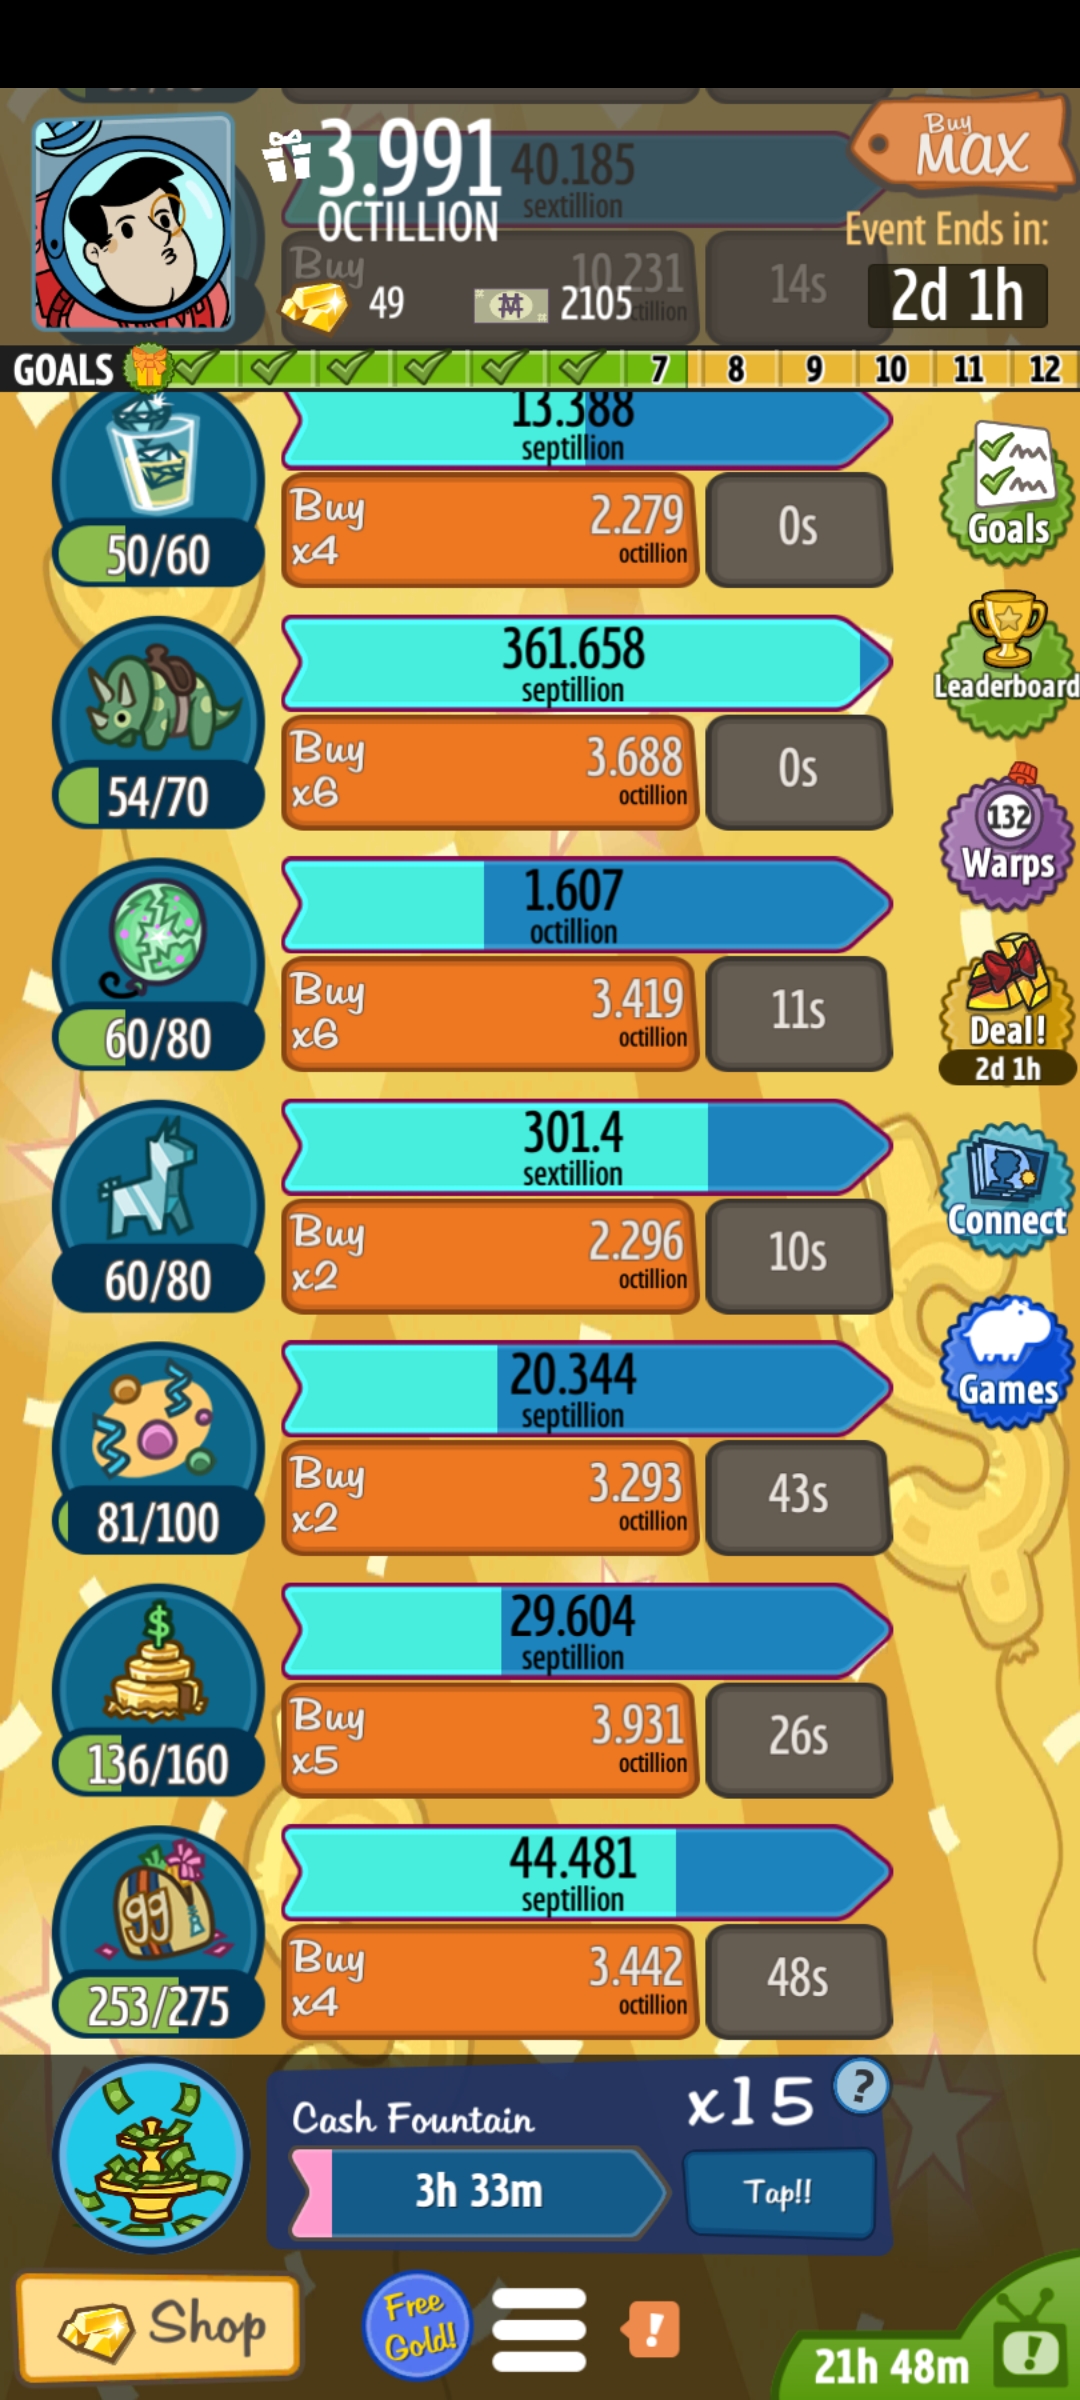 3.991
OCTILLION
40.185
sextillion
Buy
MAX
Event Ends in:
2d 1h
Buy
10.231
14s
49
2105
GOALS
7
8
9
10
11
12
13.388
septillion
Buy
x4
2.279
octillion
0s
50/60
Goals
361.658
septillion
Buy
x6
3.688
octillion
0s
54/70
Leaderboard
132
Warps
1.607
octillion
Buy
x6
3.419
octillion
11s
60/80
Deal!
2d 1h
301.4
sextillion
Buy
x2
2.296
octillion
10s
60/80
Connect
20.344
septillion
Buy
x2
3.293
octillion
43s
81/100
Games
$
29.604
septillion
Buy
x5
3.931
octillion
26s
136/160
99
44.481
septillion
Buy
x4
3.442
octillion
48s
253/275
Cash Fountain
x15
?
3h 33m
Tap!!
Shop
Free
Gold!
!
21h 48m
!